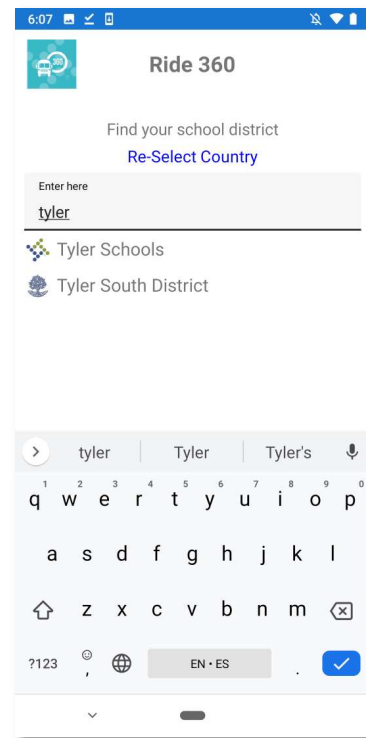 6:07
360
Ride 360
Find your school district
Re-Select Country
Enter here
tyler
Tyler Schools
Tyler South District
tyler Tyler Tyler's
1 2 3 4 5 6 7 8 9 0
q w e r t y u i o p
a s d f g h j k l
z x c v b n m
?123 , EN • ES .